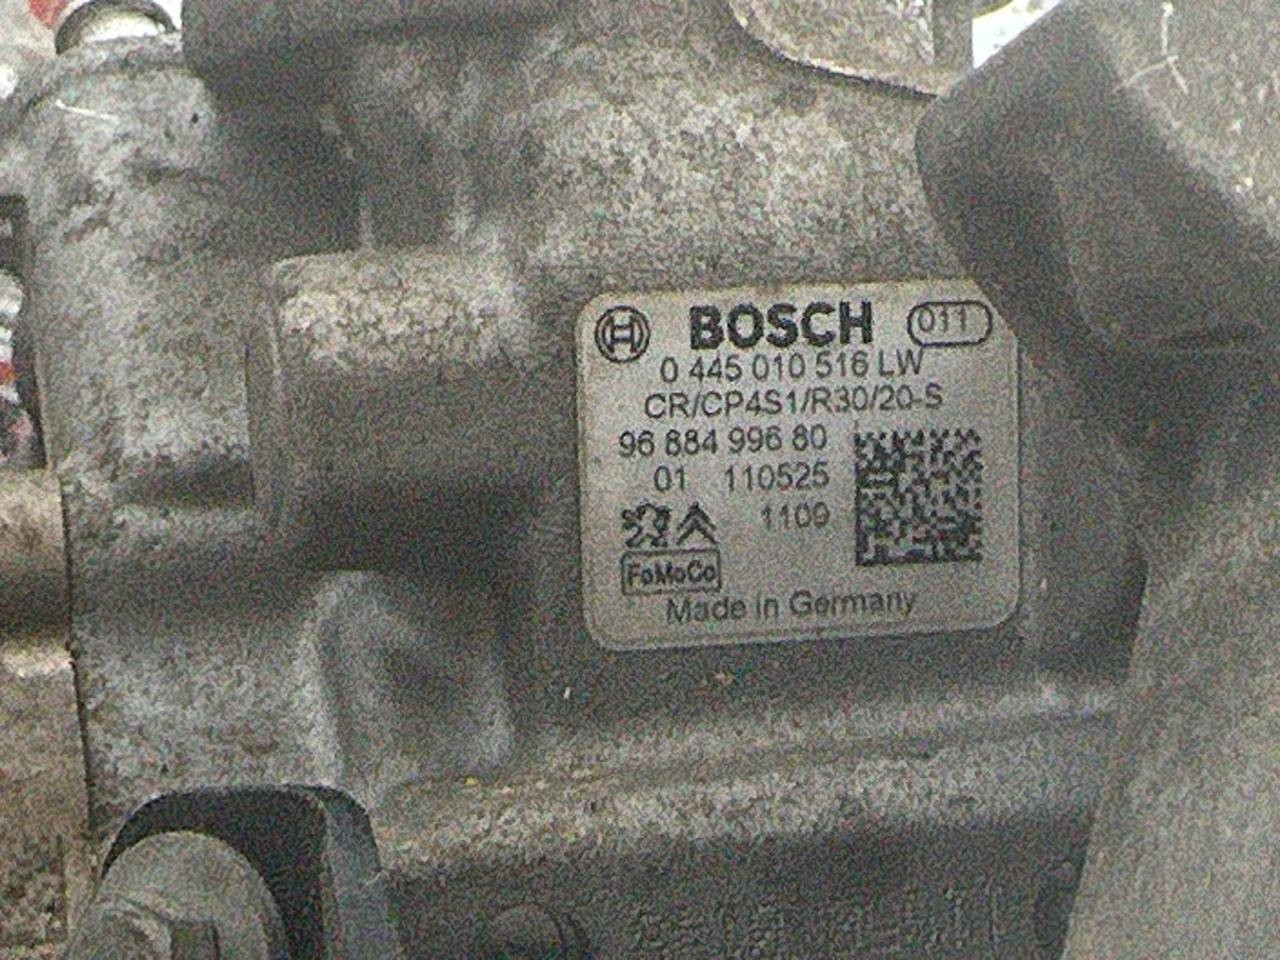 BOSCH 011
0 445 010 516 LW
CR/CP4S1/R30/20-S
96 884 996 80
01 110525
1109
FoMoCo
Made in Germany